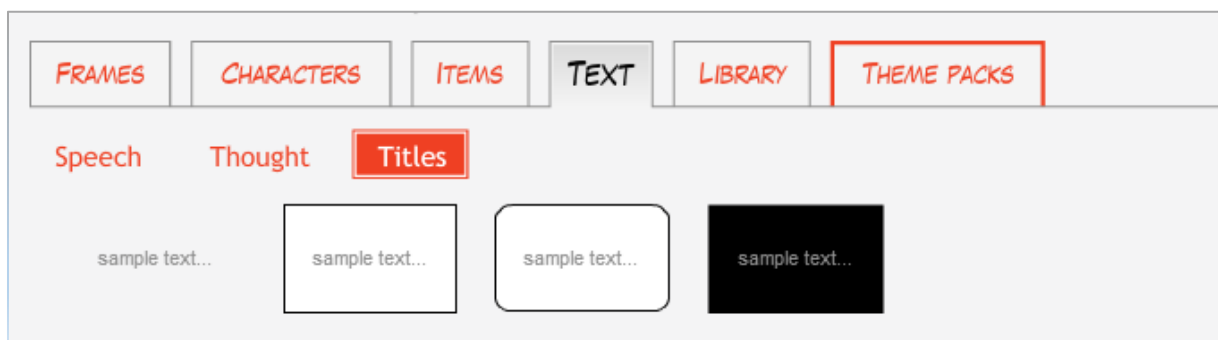 FRAMES CHARACTERS ITEMS TEXT LIBRARY THEME PACKS
Speech Thought Titles
sample text... sample text... sample text... sample text...